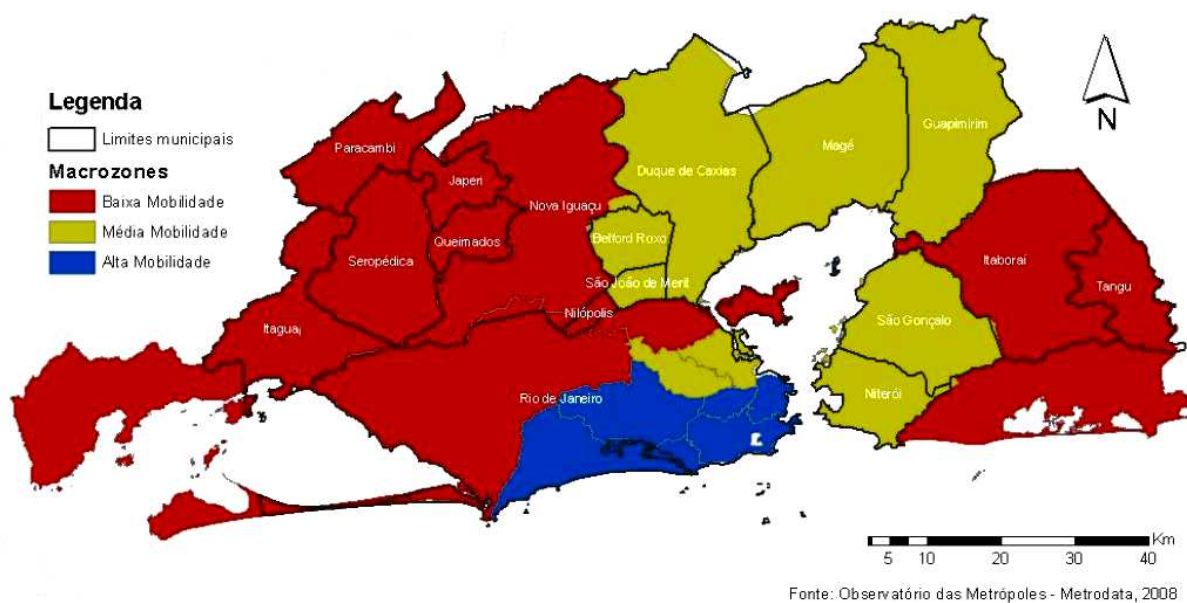 Legenda
Limites municipais
Macrozones
Baixa Mobilidade
Média Mobilidade
Alta Mobilidade
N
Paracambi
Japeri
Nova Iguaçu
Queimados
Seropédica
Itaguaj
Duque de Caxias
Magé
Guapimirim
Belford Roxo
São João de Meriti
Nilópolis
Rio de Janeiro
Itaboraí
Tangu
São Gonçalo
Niterói
Km
5 10 20 30 40
Fonte: Observatório das Metrópoles - Metrodata, 2008